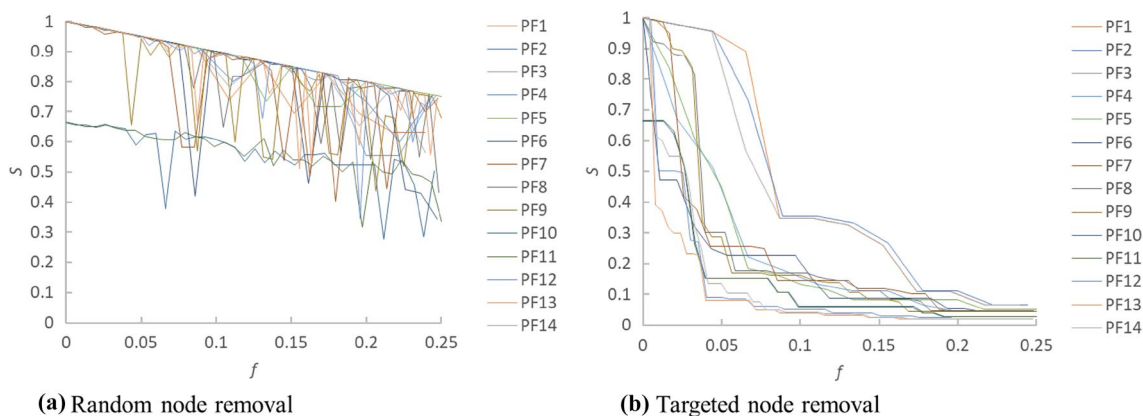 1
0.9
0.8
0.7
0.6
0.5
0.4
0.3
0.2
0.1
0
S
0 0.05 0.1 0.15 0.2 0.25
f
PF1
PF2
PF3
PF4
PF5
PF6
PF7
PF8
PF9
PF10
PF11
PF12
PF13
PF14
(a) Random node removal
1
0.9
0.8
0.7
0.6
0.5
0.4
0.3
0.2
0.1
0
S
0 0.05 0.1 0.15 0.2 0.25
f
PF1
PF2
PF3
PF4
PF5
PF6
PF7
PF8
PF9
PF10
PF11
PF12
PF13
PF14
(b) Targeted node removal